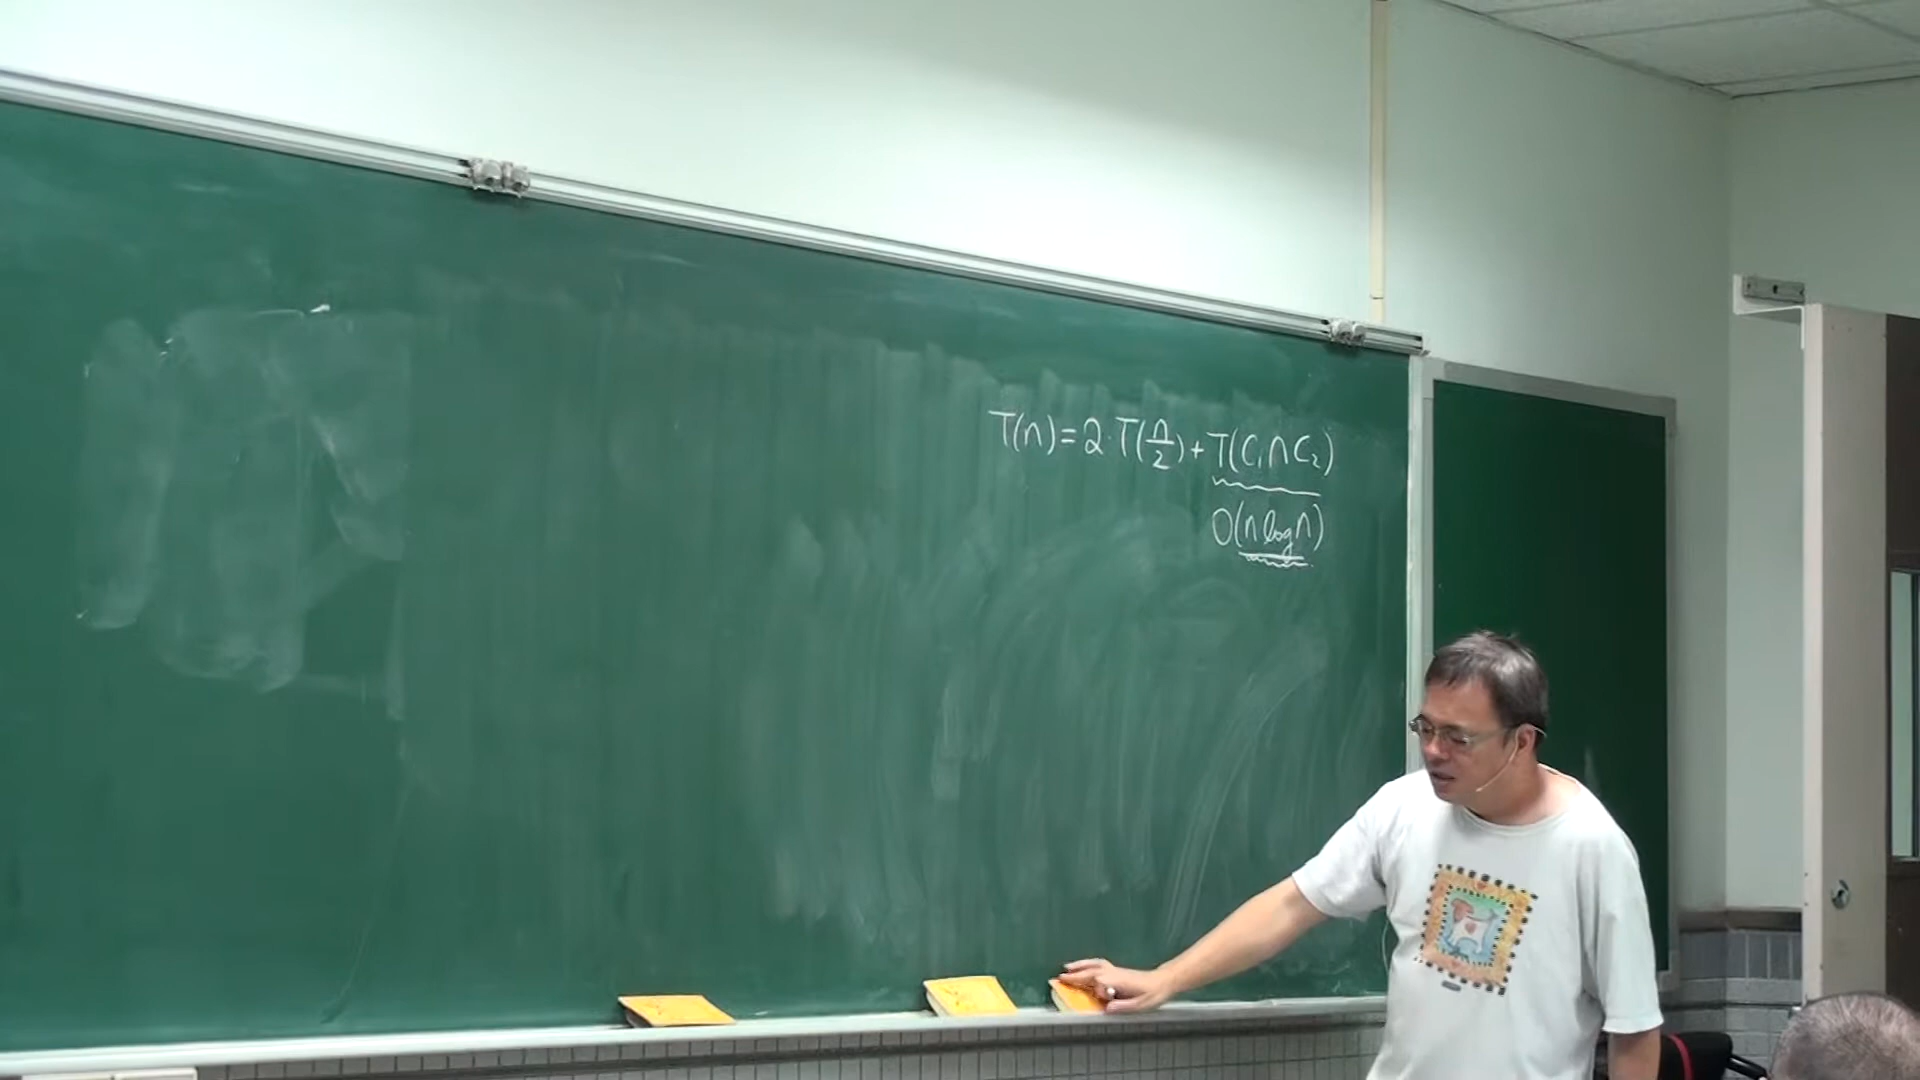 T(n)=2·T(n/2)+T(C₁∩C₂)
O(n log n)